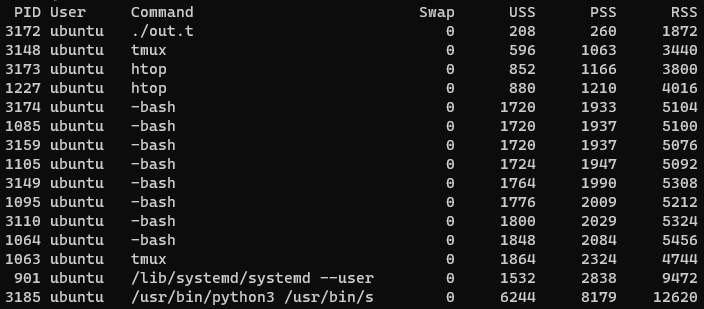 PID User Command Swap USS PSS RSS
3172 ubuntu ./out.t 0 208 260 1872
3148 ubuntu tmux 0 596 1063 3440
3173 ubuntu htop 0 852 1166 3800
1227 ubuntu htop 0 880 1210 4016
3174 ubuntu -bash 0 1720 1933 5104
1085 ubuntu -bash 0 1720 1937 5100
3159 ubuntu -bash 0 1720 1937 5076
1105 ubuntu -bash 0 1724 1947 5092
3149 ubuntu -bash 0 1764 1990 5308
1095 ubuntu -bash 0 1776 2009 5212
3110 ubuntu -bash 0 1800 2029 5324
1064 ubuntu -bash 0 1848 2084 5456
1063 ubuntu tmux 0 1864 2324 4744
901 ubuntu /lib/systemd/systemd --user 0 1532 2838 9472
3185 ubuntu /usr/bin/python3 /usr/bin/s 0 6244 8179 12620